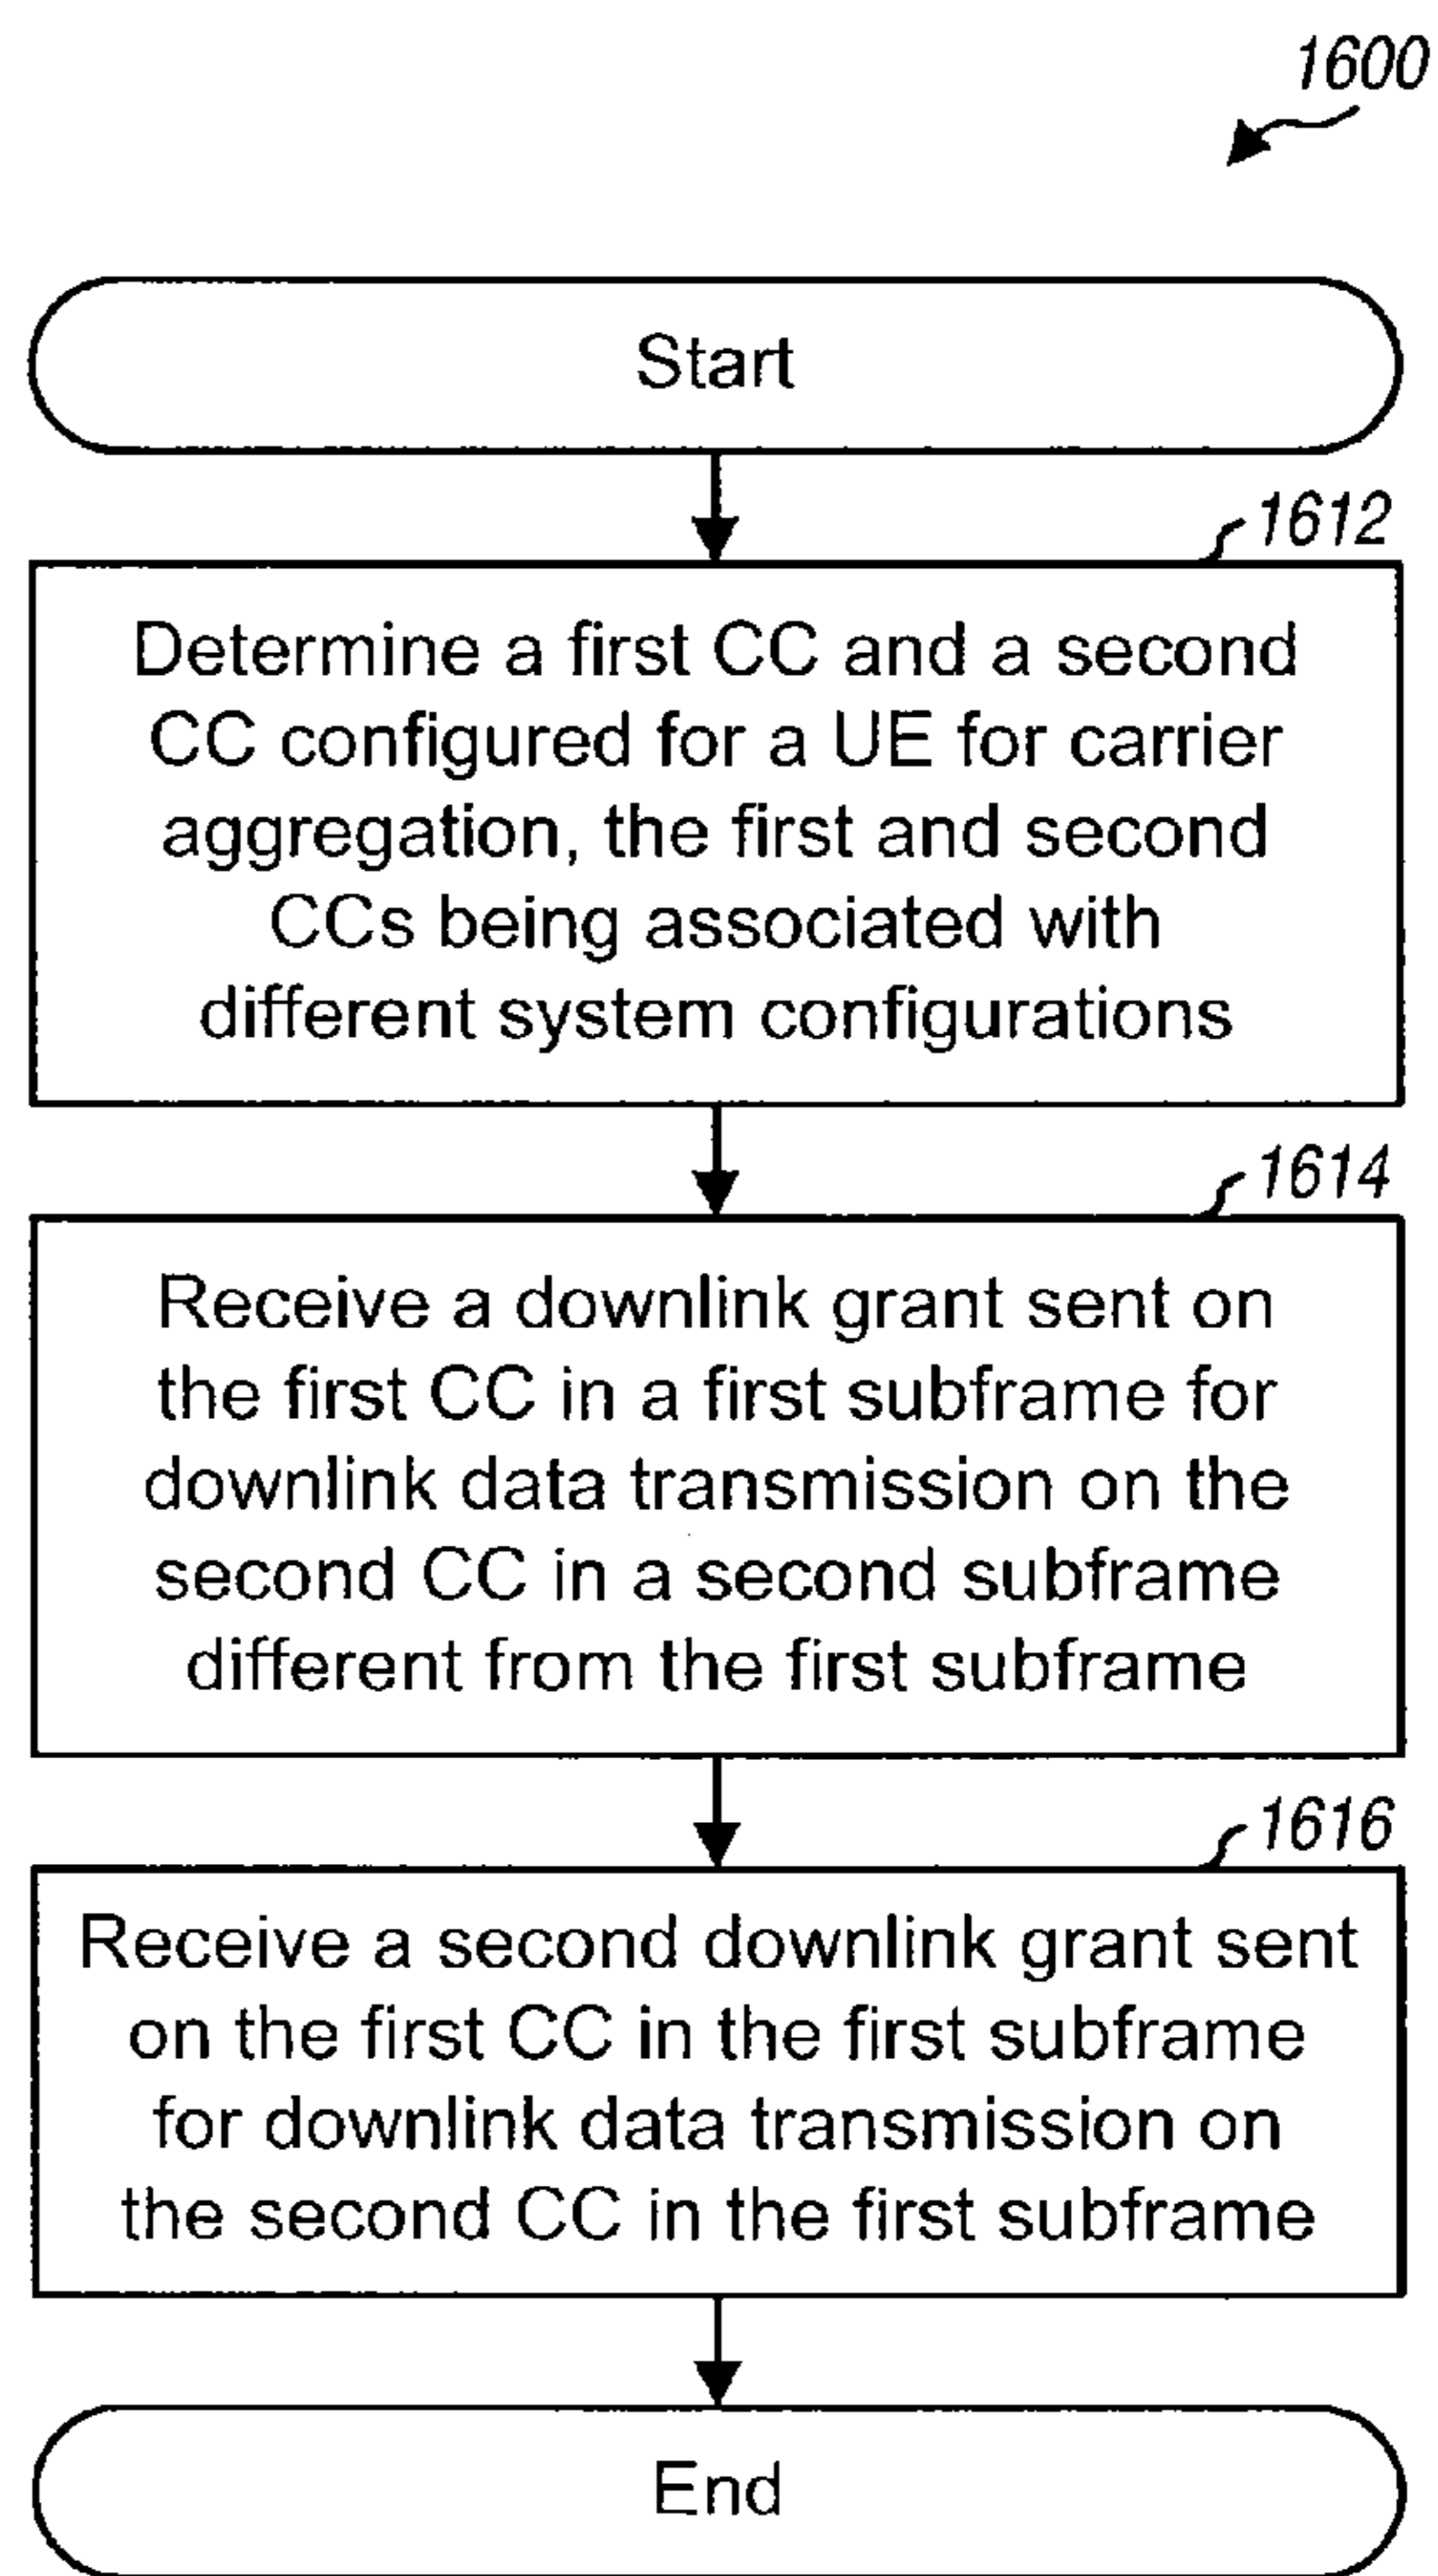 1600
Start
1612
Determine a first CC and a second
CC configured for a UE for carrier
aggregation, the first and second
CCs being associated with
different system configurations
1614
Receive a downlink grant sent on
the first CC in a first subframe for
downlink data transmission on the
second CC in a second subframe
different from the first subframe
1616
Receive a second downlink grant sent
on the first CC in the first subframe
for downlink data transmission on
the second CC in the first subframe
End